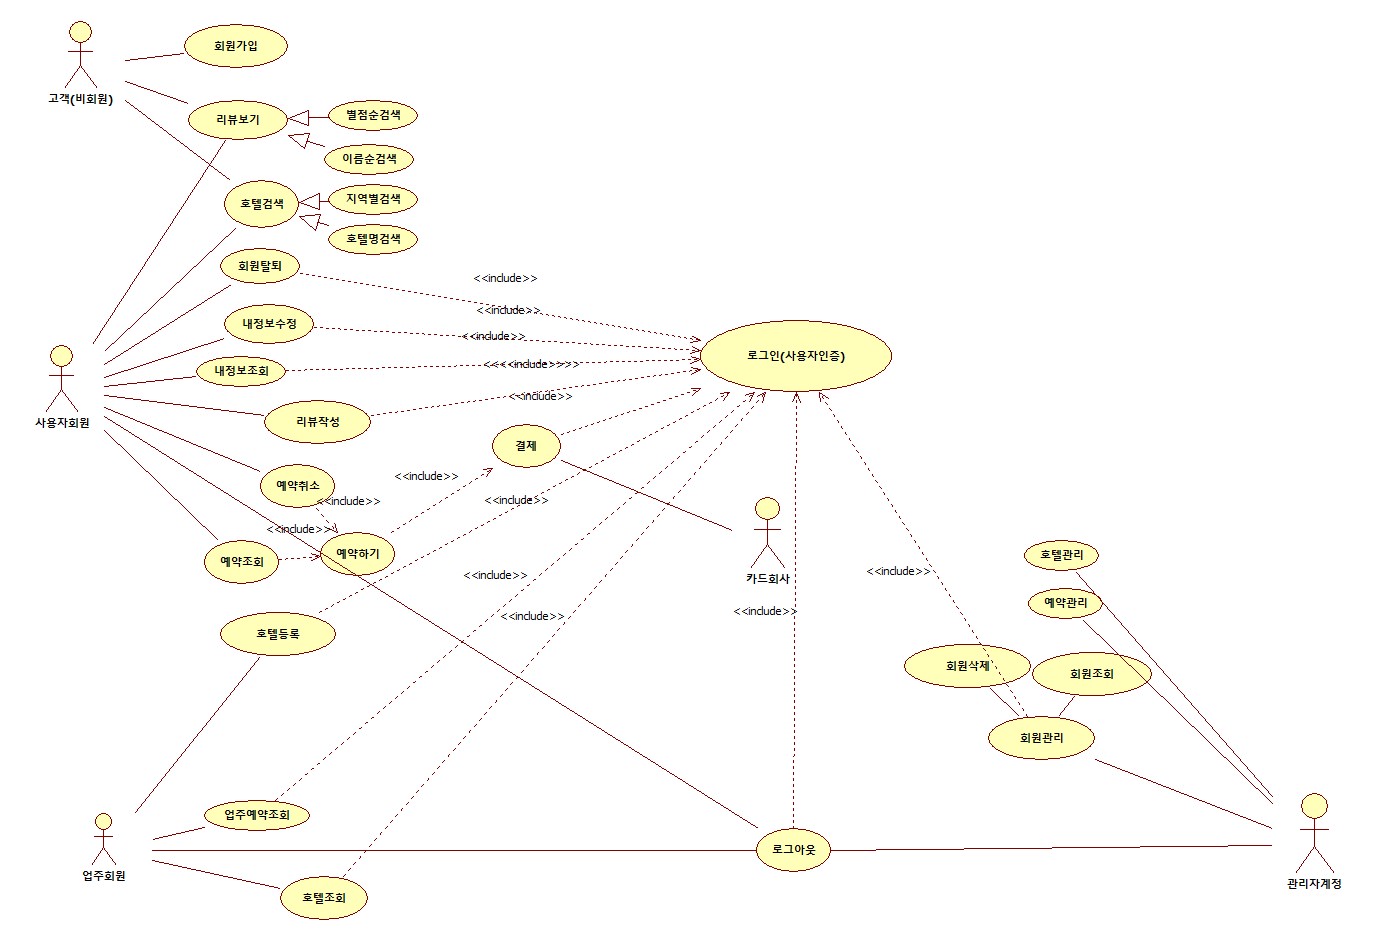 회원가입
고객(비회원)
리뷰보기
별점순검색
이름순검색
호텔검색
지역별검색
호텔명검색
회원탈퇴
<<include>>
내정보수정
<<include>>
<<include>>
로그인(사용자인증)
내정보조회
<<<<include>>>>
사용자회원
리뷰작성
<<include>>
결제
예약취소
<<include>>
<<include>>
<<include>>
<<include>>
예약조회
예약하기
카드회사
<<include>>
<<include>>
<<include>>
<<include>>
호텔관리
예약관리
호텔등록
회원삭제
회원조회
회원관리
업주예약조회
업주회원
로그아웃
호텔조회
관리자계정